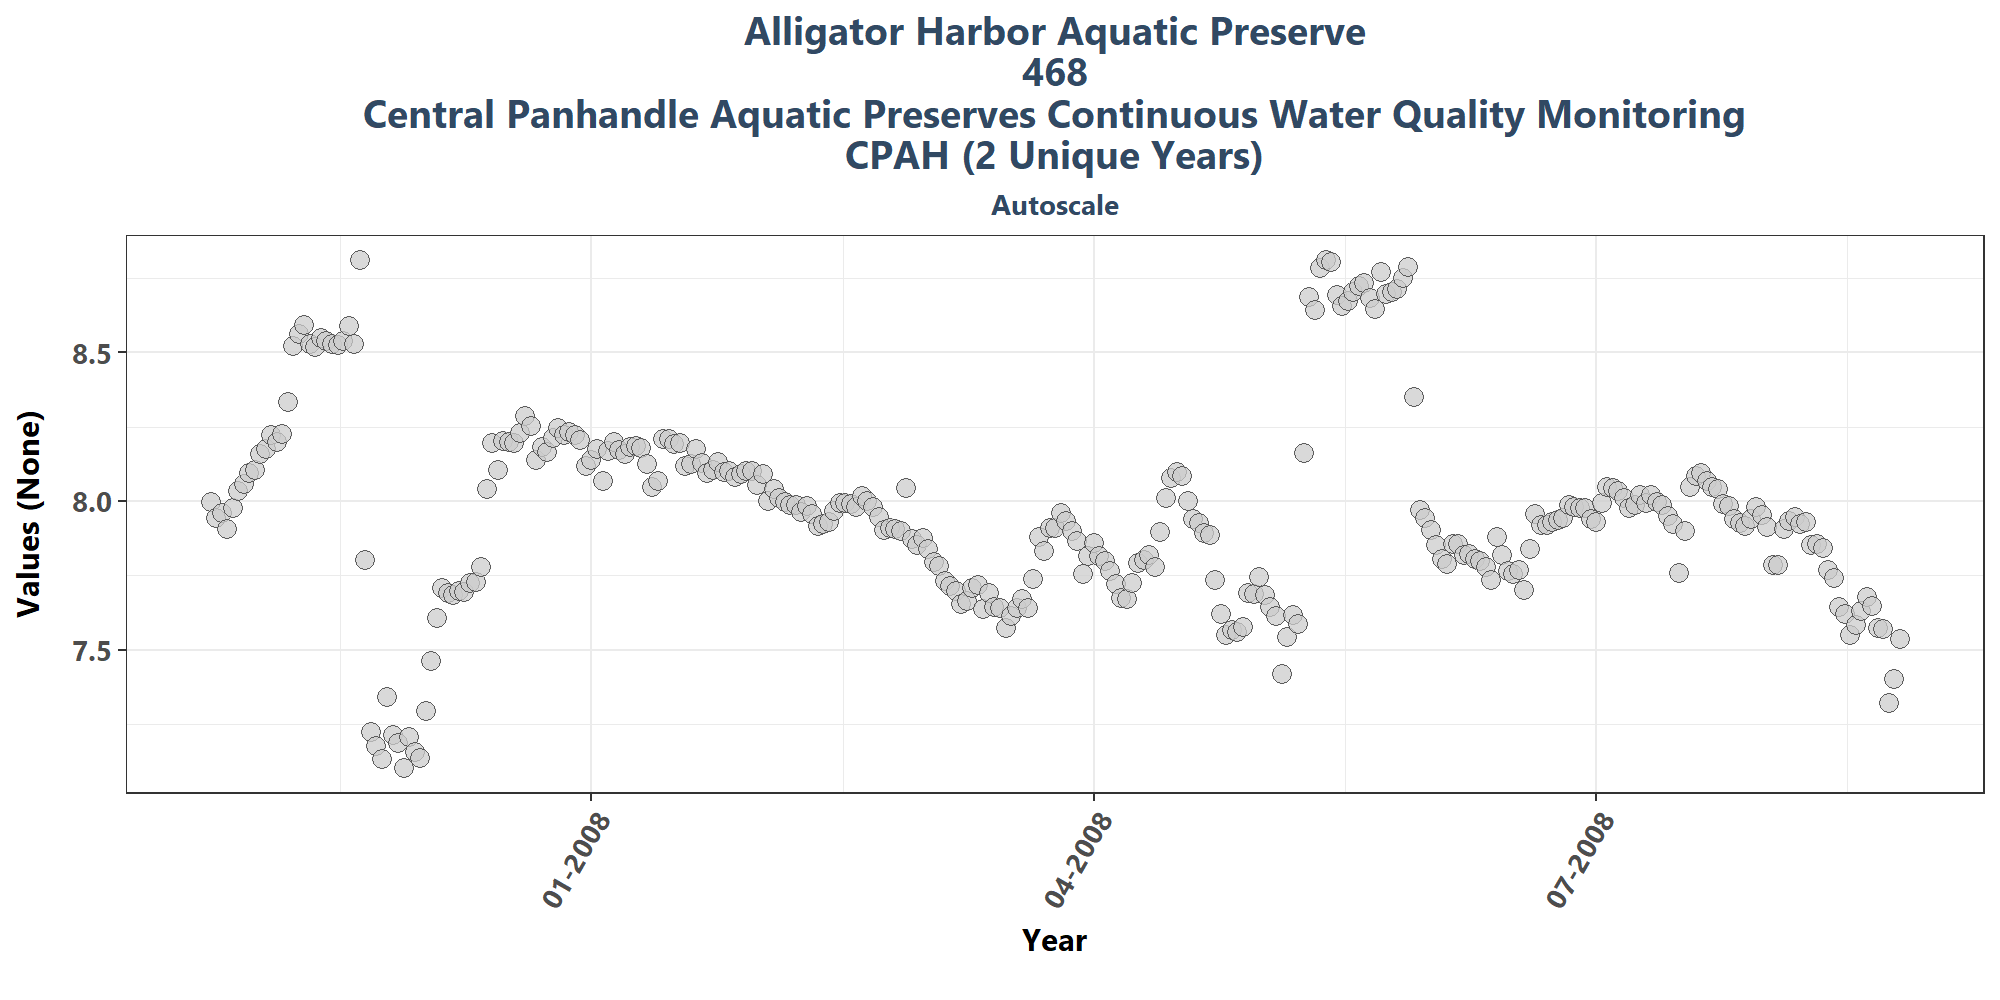 Alligator Harbor Aquatic Preserve
468
Central Panhandle Aquatic Preserves Continuous Water Quality Monitoring
CPAH (2 Unique Years)
Autoscale
Values (None)
8.5
8.0
7.5
01-2008
04-2008
07-2008
Year